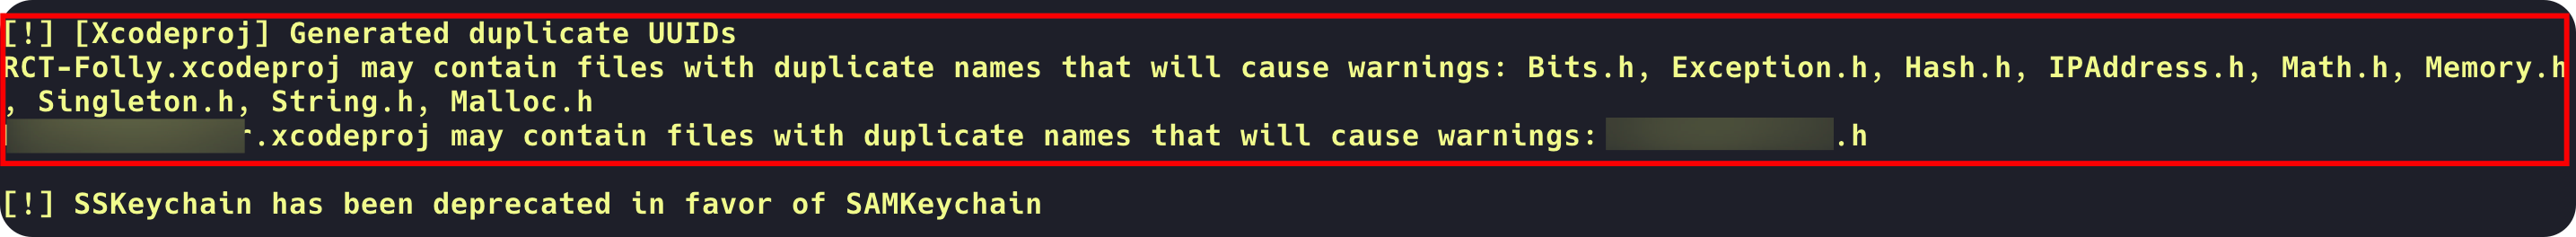 [!] [Xcodeproj] Generated duplicate UUIDs
RCT-Folly.xcodeproj may contain files with duplicate names that will cause warnings: Bits.h, Exception.h, Hash.h, IPAddress.h, Math.h, Memory.h
, Singleton.h, String.h, Malloc.h
.xcodeproj may contain files with duplicate names that will cause warnings: .h
[!] SSKeychain has been deprecated in favor of SAMKeychain